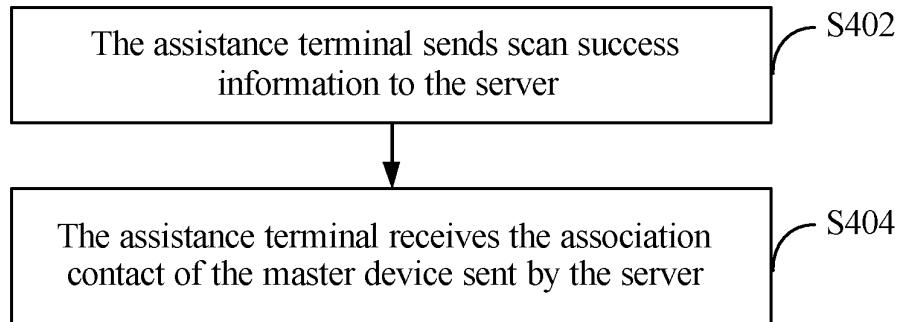 The assistance terminal sends scan success
information to the server
S402
The assistance terminal receives the association
contact of the master device sent by the server
S404